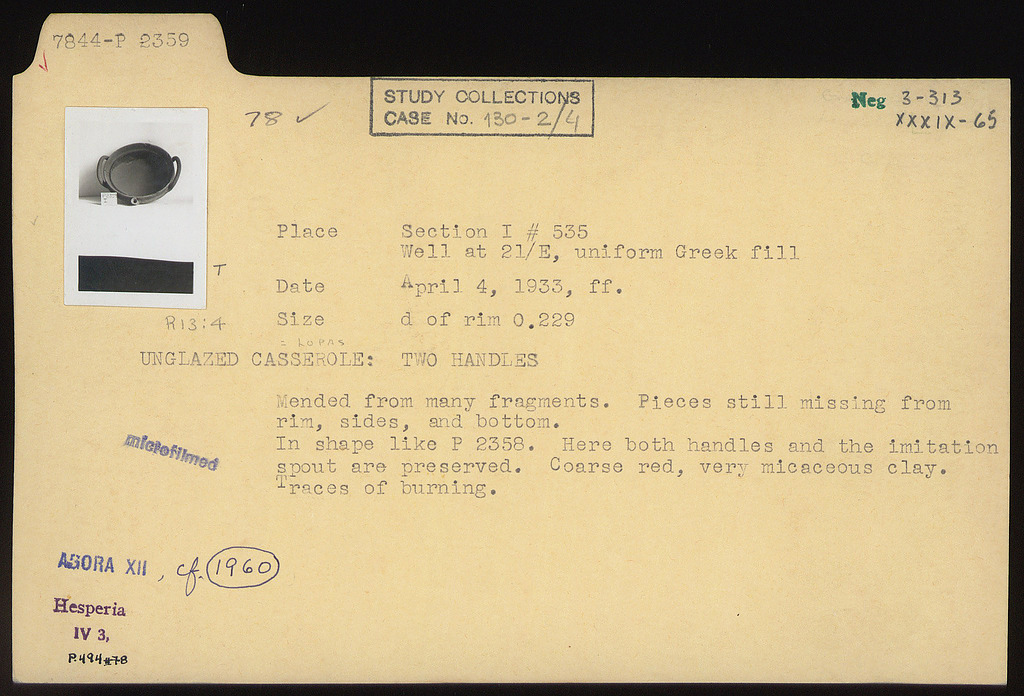 7844-P 2359
78 ✓
STUDY COLLECTIONS
CASE No. 130-2/4
Neg 3-313
XXXIX-65
Place Section I # 535
Well at 21/E, uniform Greek fill
T
Date April 4, 1933, ff.
R13:4
Size d of rim 0.229
= LOPAS
UNGLAZED CASSEROLE: TWO HANDLES
Mended from many fragments. Pieces still missing from
rim, sides, and bottom.
In shape like P 2358. Here both handles and the imitation
spout are preserved. Coarse red, very micaceous clay.
Traces of burning.
microfilmed
AGORA XII, cf. 1960
Hesperia
IV 3,
P.494#78